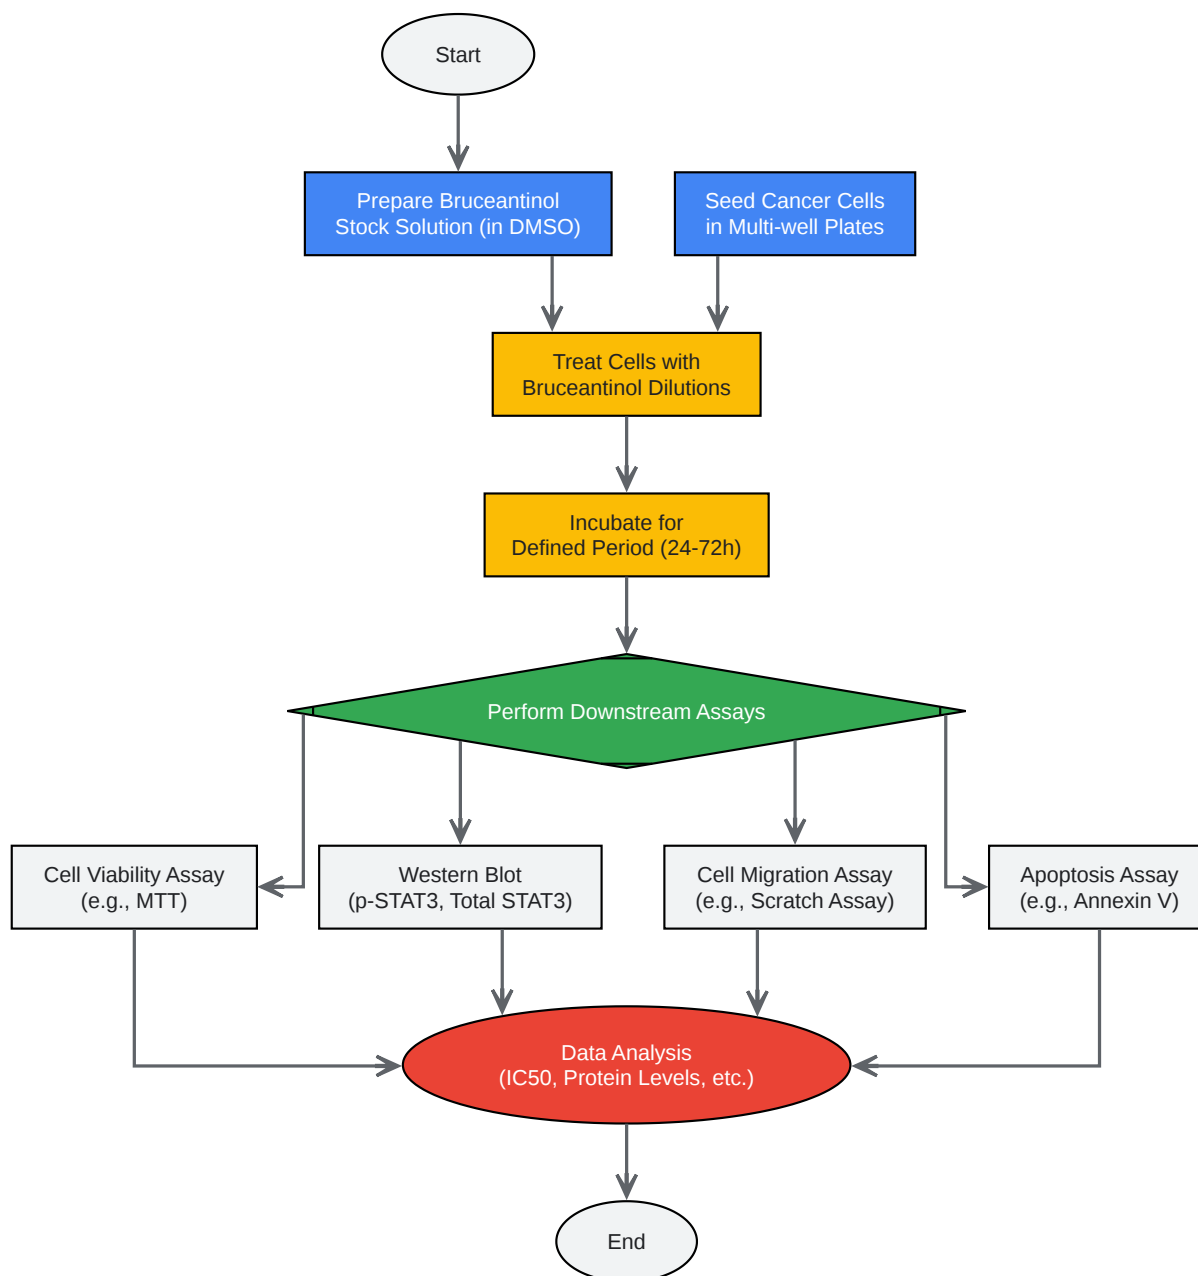 Start
Prepare Bruceantinol
Stock Solution (in DMSO)
Seed Cancer Cells
in Multi-well Plates
Treat Cells with
Bruceantinol Dilutions
Incubate for
Defined Period (24-72h)
Perform Downstream Assays
Cell Viability Assay
(e.g., MTT)
Western Blot
(p-STAT3, Total STAT3)
Cell Migration Assay
(e.g., Scratch Assay)
Apoptosis Assay
(e.g., Annexin V)
Data Analysis
(IC50, Protein Levels, etc.)
End